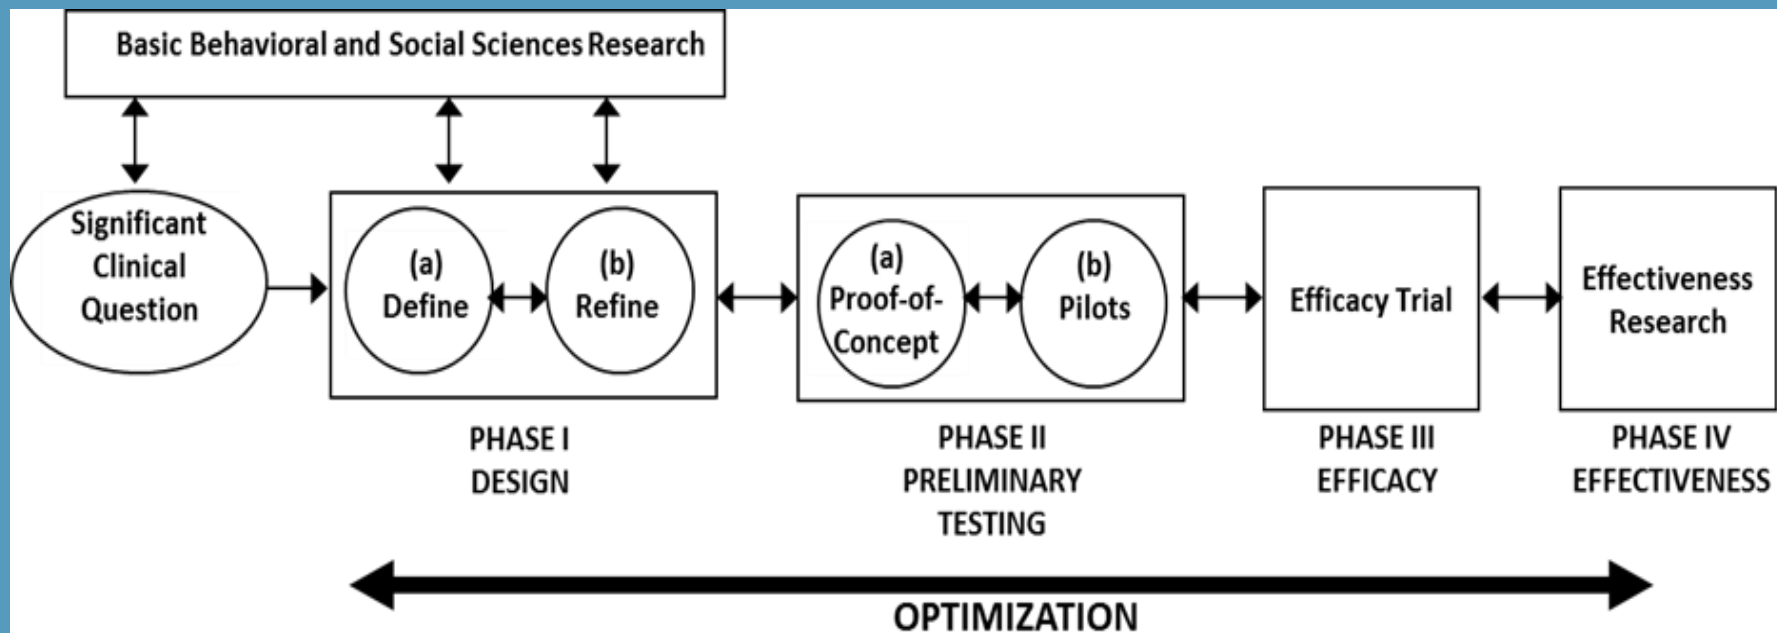 Basic Behavioral and Social Sciences Research
Significant
Clinical
Question
(a)
Define
(b)
Refine
(a)
Proof-of-
Concept
(b)
Pilots
Efficacy Trial
Effectiveness
Research
PHASE I
DESIGN
PHASE II
PRELIMINARY
TESTING
PHASE III
EFFICACY
PHASE IV
EFFECTIVENESS
OPTIMIZATION